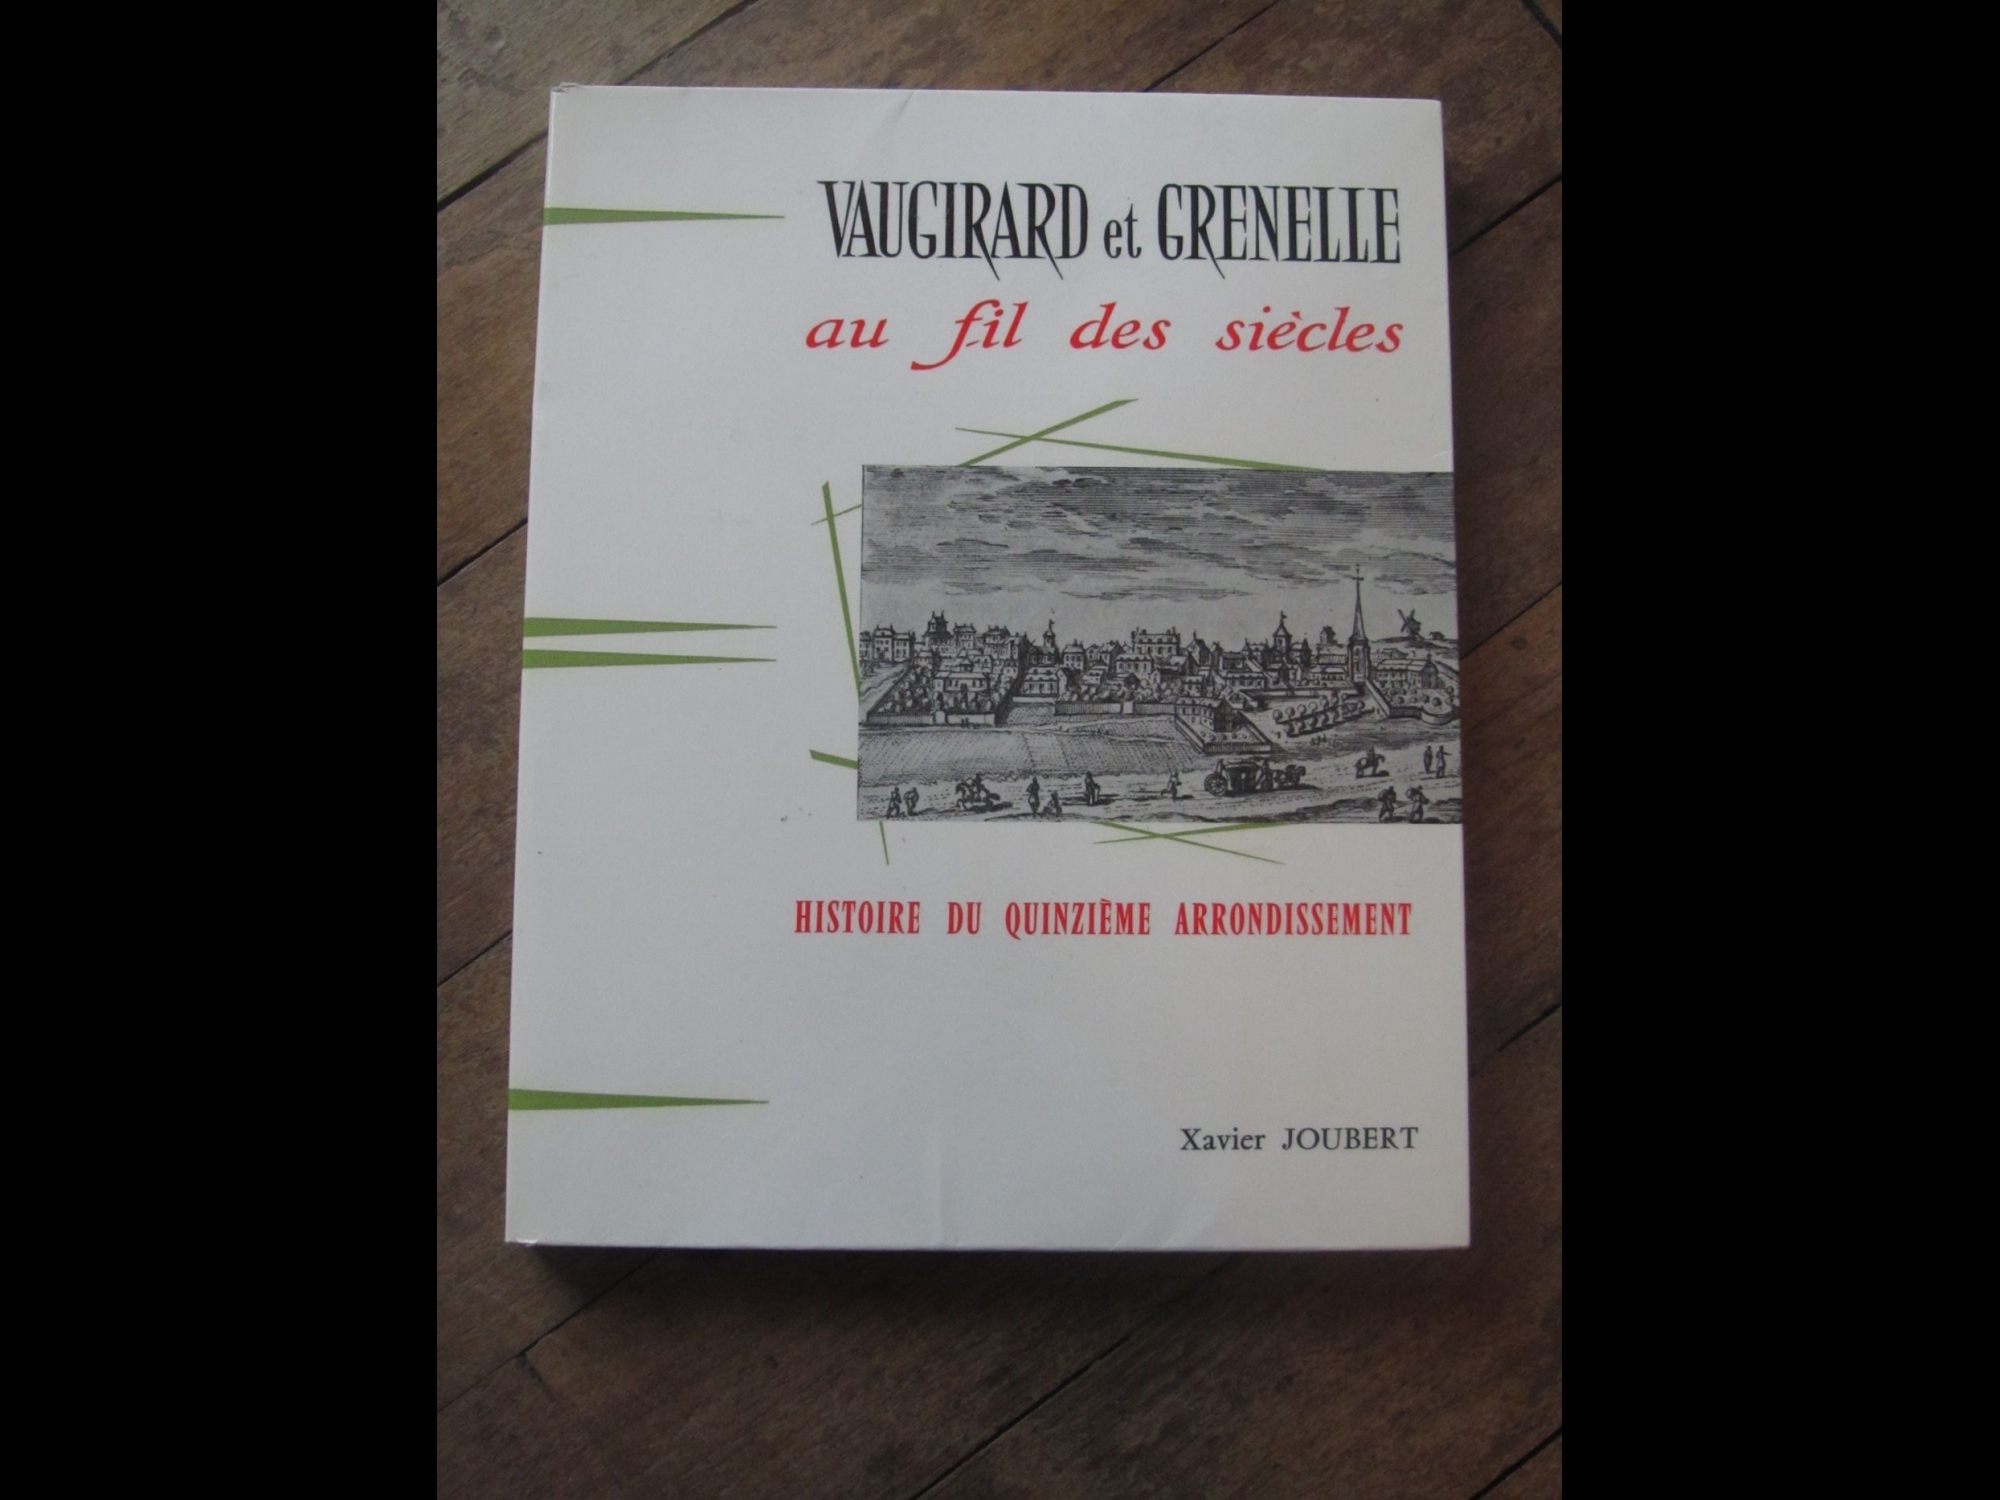 VAUGIRARD et GRENELLE
au fil des siècles
HISTOIRE DU QUINZIÈME ARRONDISSEMENT
Xavier JOUBERT